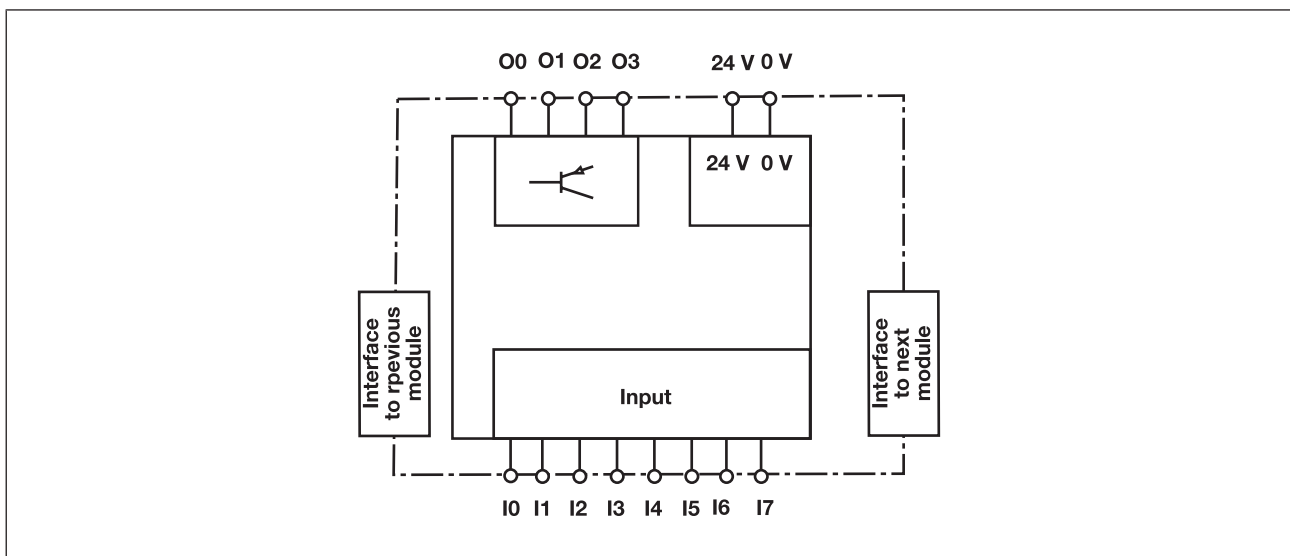 O0 O1 O2 O3 24 V 0 V
24 V 0 V
Interface
to rpevious
module
Interface
to next
module
Input
I0 I1 I2 I3 I4 I5 I6 I7